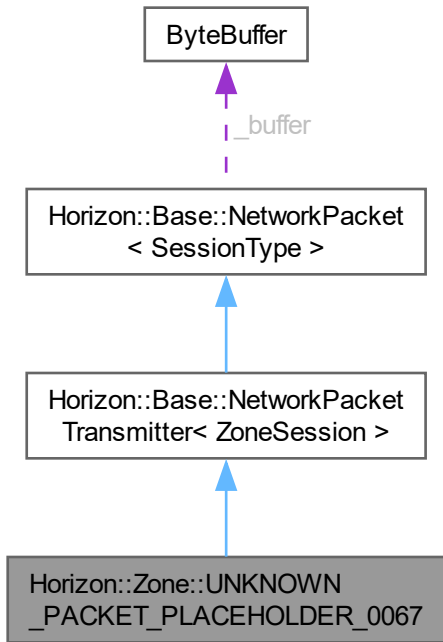 ByteBuffer
_buffer
Horizon::Base::NetworkPacket
< SessionType >
Horizon::Base::NetworkPacket
Transmitter< ZoneSession >
Horizon::Zone::UNKNOWN
_PACKET_PLACEHOLDER_0067